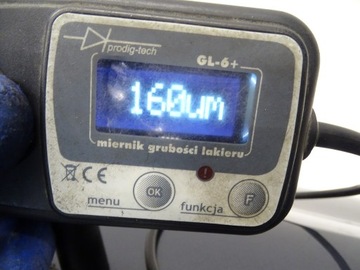 prodig-tech
GL-6+
160um
miernik grubości lakieru
CE
OK
F
menu
funkcja